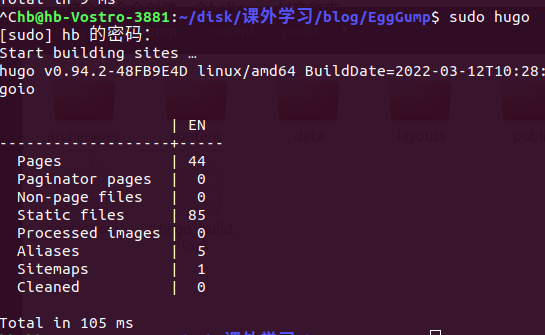 Total in 9 ms
^Chb@hb-Vostro-3881:~/disk/课外学习/blog/EggGump$ sudo hugo
[sudo] hb 的密码：
Start building sites …
hugo v0.94.2-48FB9E4D linux/amd64 BuildDate=2022-03-12T10:28:
goio
| EN
-------------------+-----
Pages | 44
Paginator pages | 0
Non-page files | 0
Static files | 85
Processed images | 0
Aliases | 5
Sitemaps | 1
Cleaned | 0
Total in 105 ms